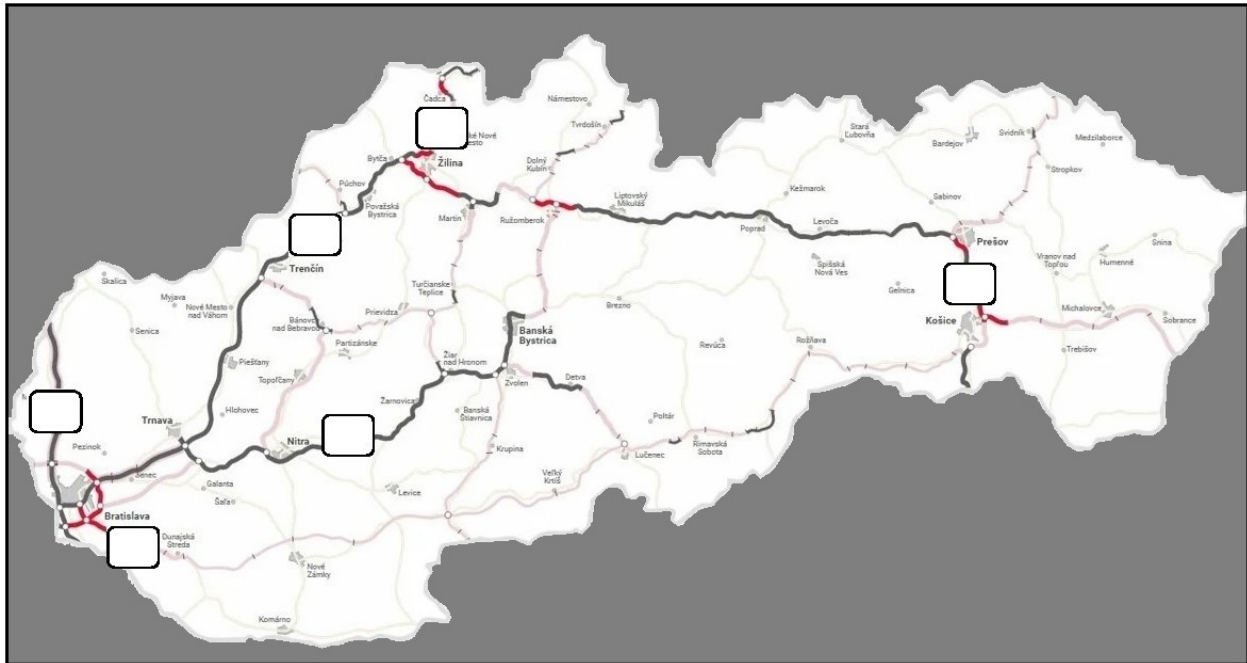 Čadca
Námestovo
Tvrdošín
Stará
Ľubovňa
Bardejov
Svidník
Medzilaborce
Stropkov
Bytča
Žilina
Dolný
Kubín
Púchov
Považská
Bystrica
Martin
Ružomberok
Liptovský
Mikuláš
Kežmarok
Poprad
Levoča
Sabinov
Prešov
Spišská
Nová Ves
Gelnica
Vranov nad
Topľou
Humenné
Snina
Trenčín
Turčianske
Teplice
Skalica
Myjava
Nové Mesto
nad Váhom
Senica
Bánovce
nad Bebravou
Prievidza
Partizánske
Banská
Bystrica
Brezno
Revúca
Rožňava
Košice
Michalovce
Sobrance
Trebišov
Piešťany
Topoľčany
Žiar
nad Hronom
Zvolen
Detva
Hlohovec
Trnava
Žarnovica
Banská
Štiavnica
Poltár
Rimavská
Sobota
Pezinok
Nitra
Krupina
Lučenec
Senec
Galanta
Šaľa
Levice
Veľký
Krtíš
Bratislava
Dunajská
Streda
Nové
Zámky
Komárno